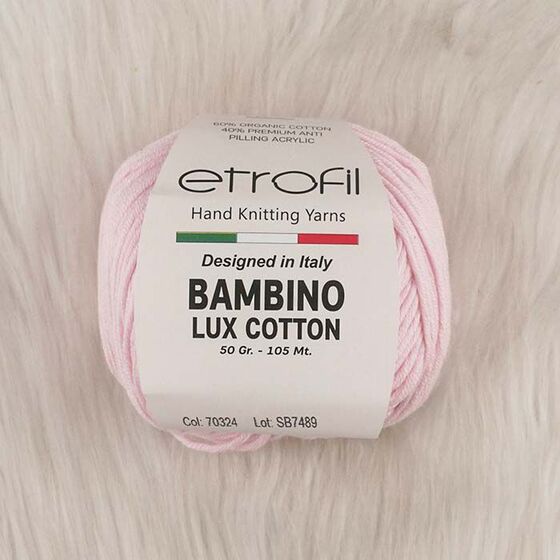 60% ORGANIC COTTON
40% PREMIUM ANTI
PILLING ACRYLIC
etrofil
Hand Knitting Yarns
Designed in Italy
BAMBINO
LUX COTTON
50 Gr. - 105 Mt.
Col: 70324 Lot: SB7489